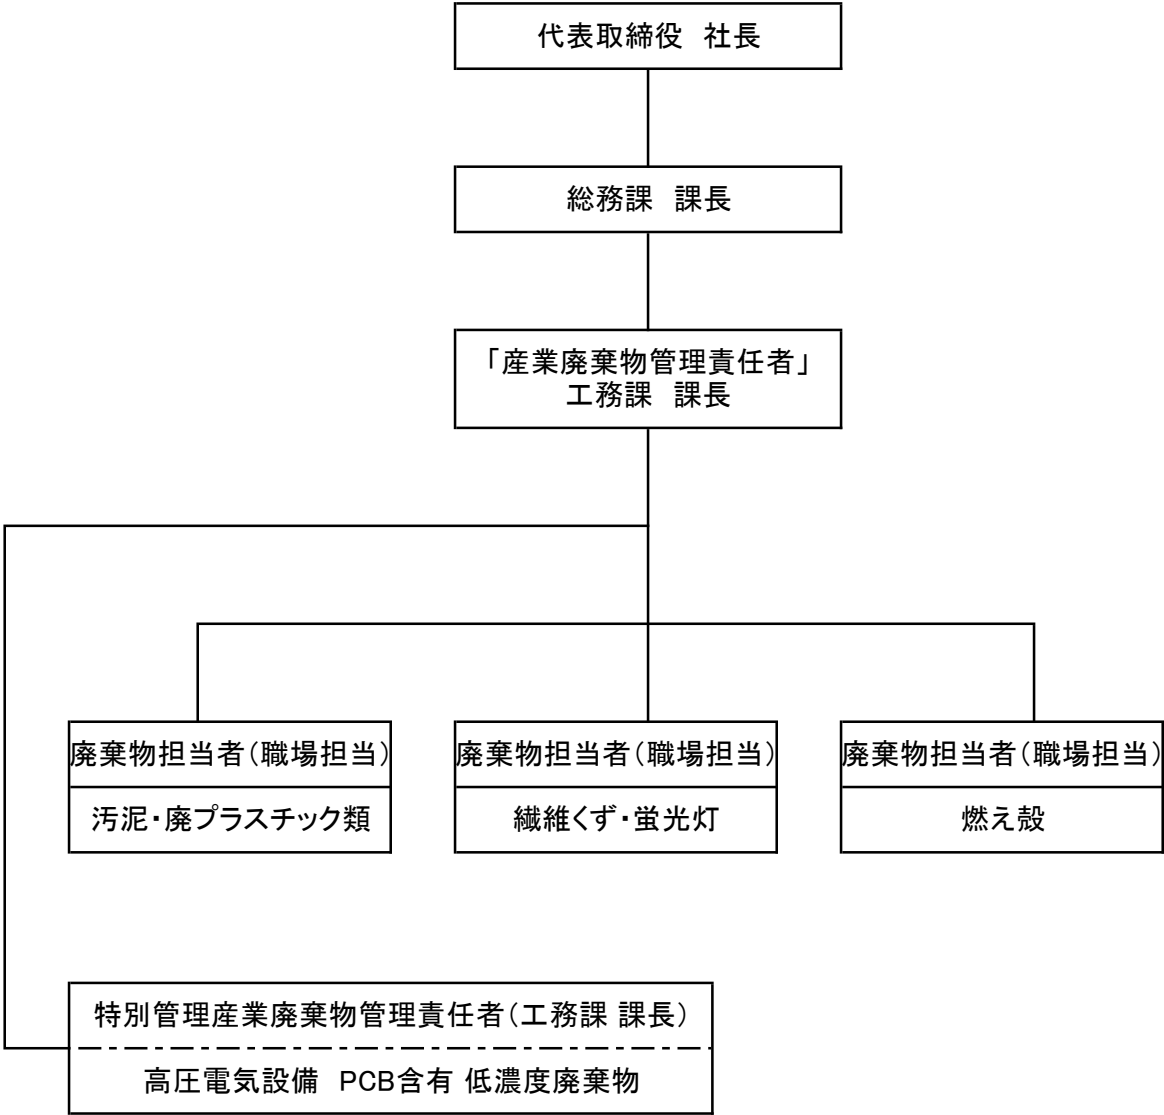 代表取締役　社長
総務課　課長
「産業廃棄物管理責任者」
工務課　課長
廃棄物担当者(職場担当)
汚泥・廃プラスチック類
廃棄物担当者(職場担当)
繊維くず・蛍光灯
廃棄物担当者(職場担当)
燃え殻
特別管理産業廃棄物管理責任者(工務課 課長)
高圧電気設備　PCB含有 低濃度廃棄物